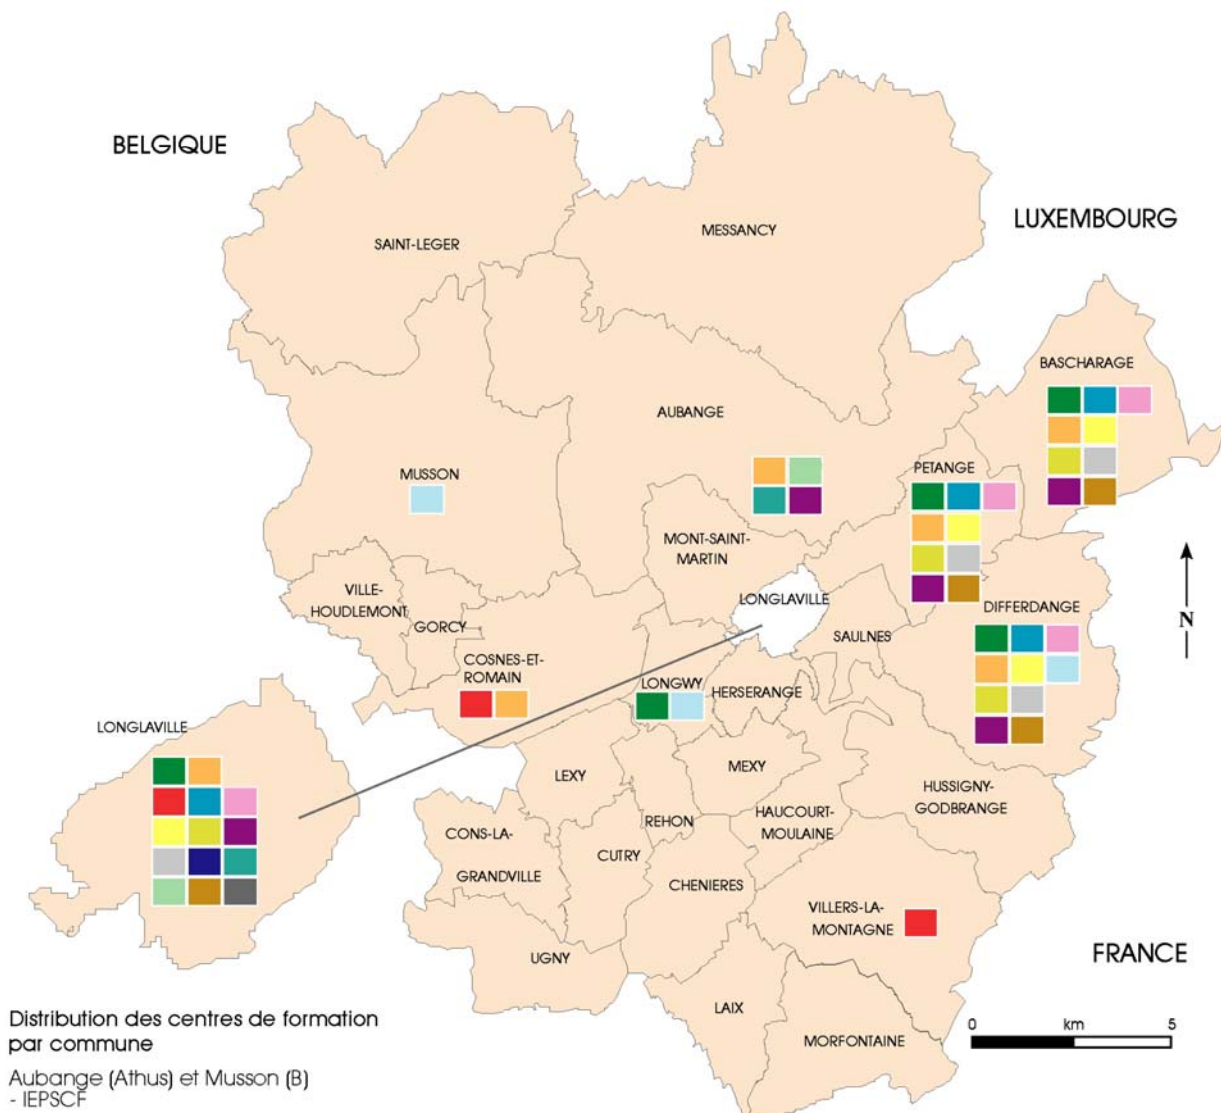 BELGIQUE
LUXEMBOURG
SAINT-LEGER
MESSANCY
BASCHARAGE
AUBANGE
MUSSON
PETANGE
MONT-SAINT-
MARTIN
VILLE-
HOUDLEMONT
GORCY
LONGLAVILLE
DIFFERDANGE
SAULNES
N
COSNES-ET-
ROMAIN
LONGWY
HERSERANGE
LONGLAVILLE
LEXY
MEXY
HUSSIGNY-
GODBRANGE
REHON
HAUCOURT-
MOULAINE
CONS-LA-
GRANDVILLE
CUTRY
CHENIERES
VILLERS-LA-
MONTAGNE
UGNY
FRANCE
LAIX
MORFONTAINE
0 km 5
Distribution des centres de formation
par commune
Aubange (Athus) et Musson (B)
- IEPSCF